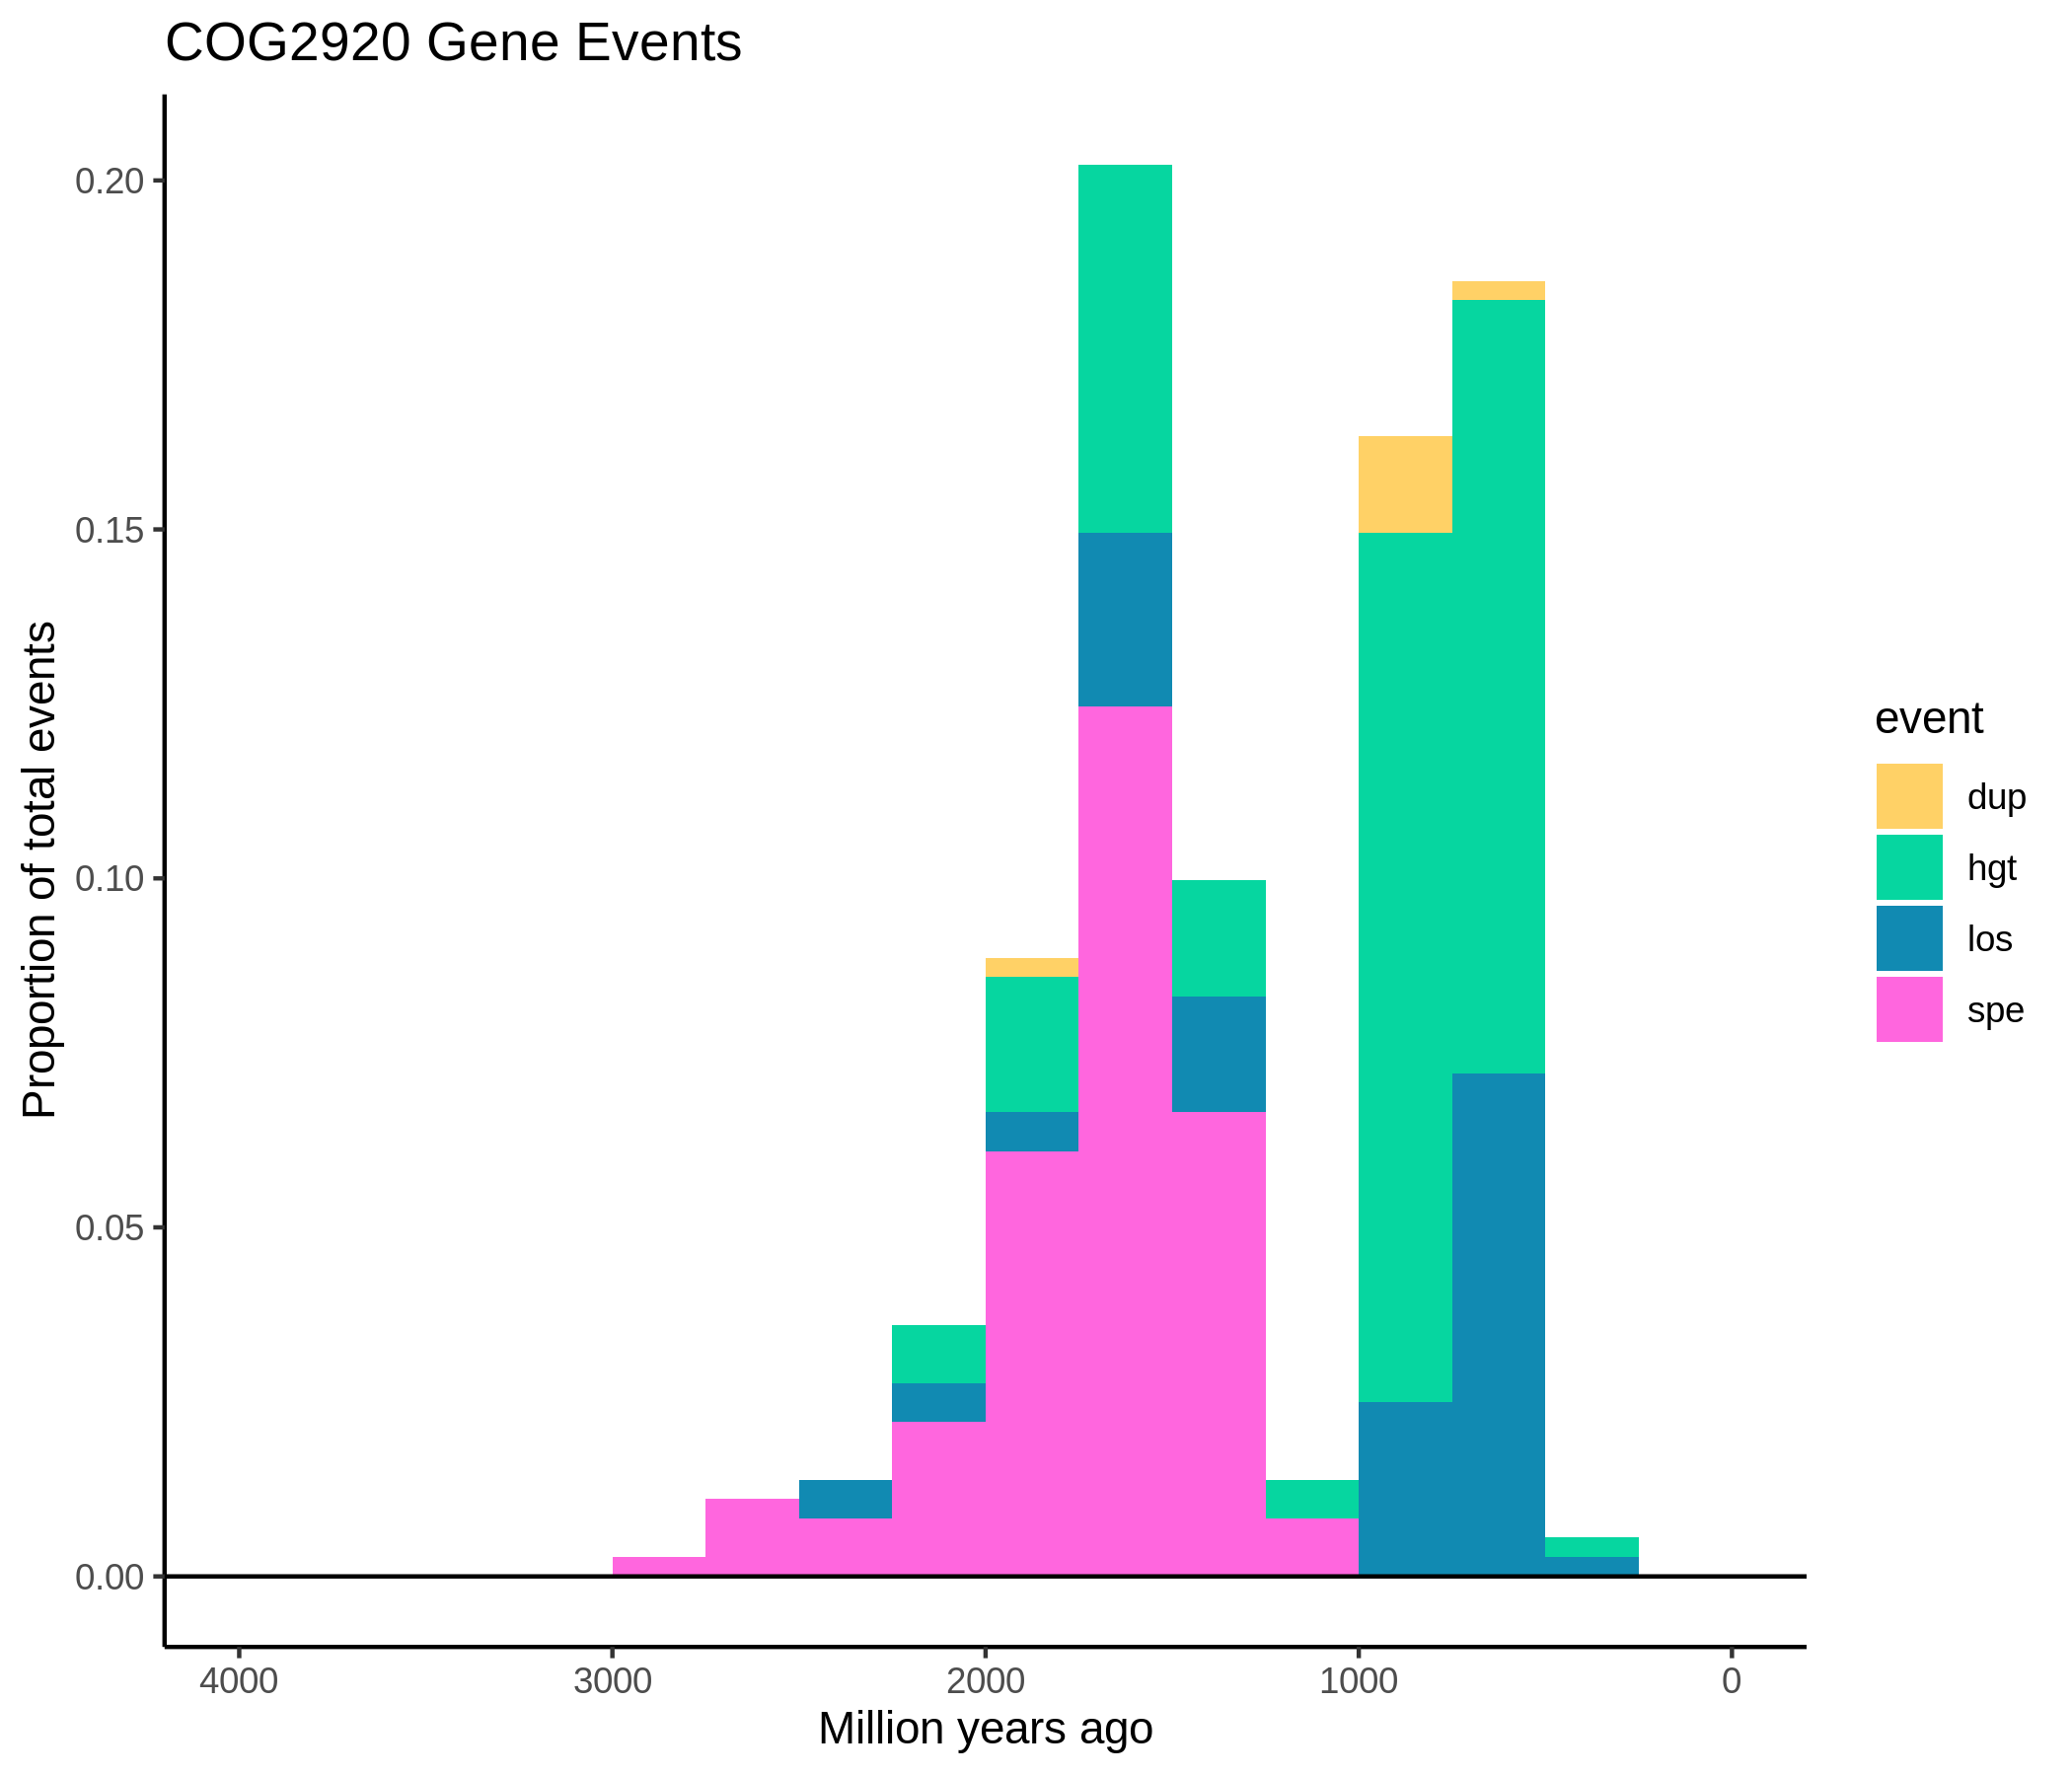 COG2920 Gene Events
Proportion of total events
0.20
0.15
0.10
0.05
0.00
4000 3000 2000 1000 0
Million years ago
event
dup
hgt
los
spe